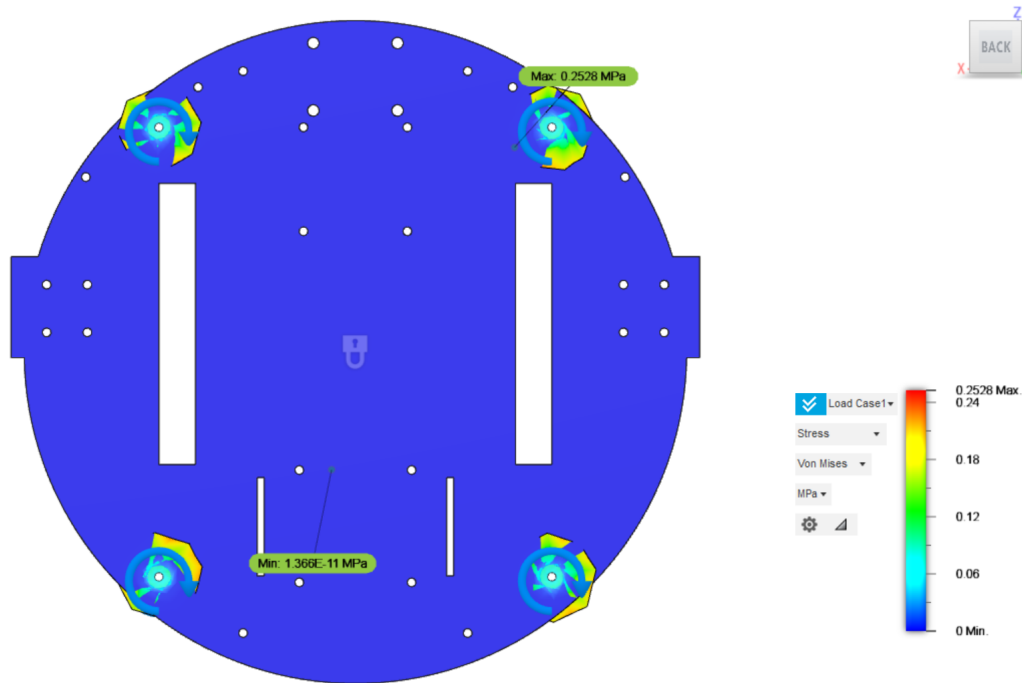 Z
BACK
X
Max: 0.2528 MPa
Min: 1.366E-11 MPa
Load Case1
Stress
Von Mises
MPa
0.2528 Max.
0.24
0.18
0.12
0.06
0 Min.